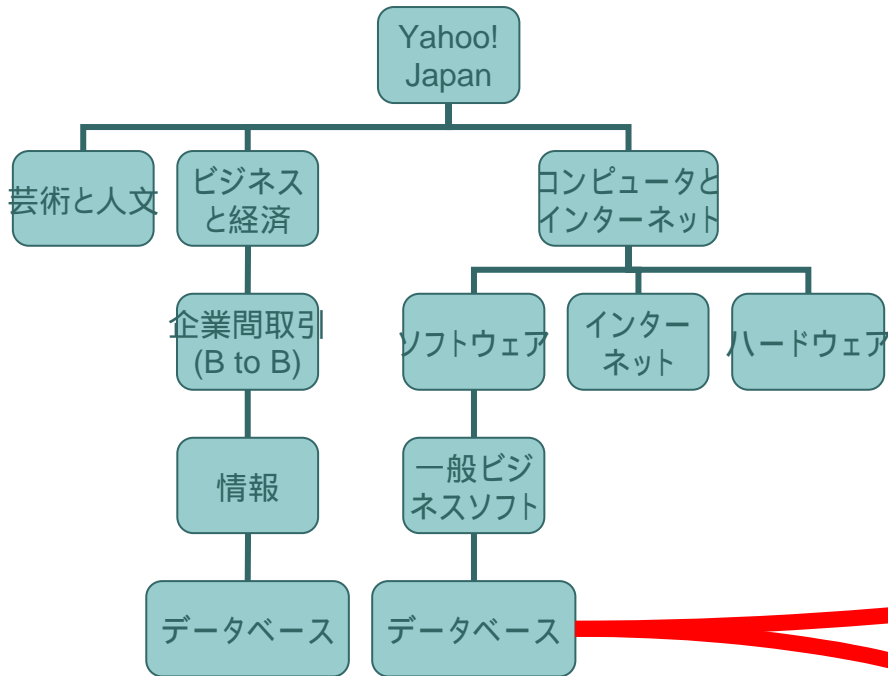 Yahoo!
Japan
芸術と人文
ビジネス
と経済
コンピュータと
インターネット
企業間取引
(B to B)
ソフトウェア
インター
ネット
ハードウェア
情報
一般ビジ
ネスソフト
データベース
データベース